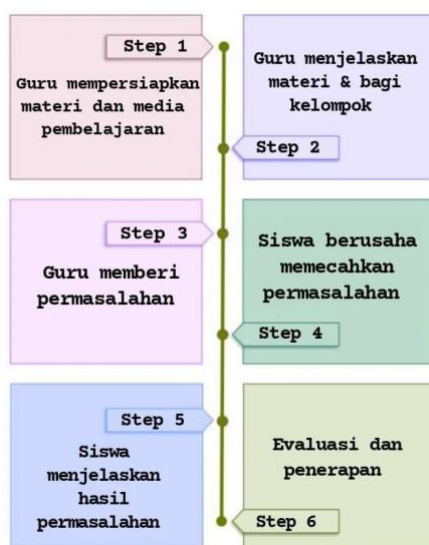 Step 1
Guru mempersiapkan
materi dan media
pembelajaran
Guru menjelaskan
materi & bagi
kelompok
Step 2
Step 3
Guru memberi
permasalahan
Siswa berusaha
memecahkan
permasalahan
Step 4
Step 5
Siswa
menjelaskan
hasil
permasalahan
Evaluasi dan
penerapan
Step 6